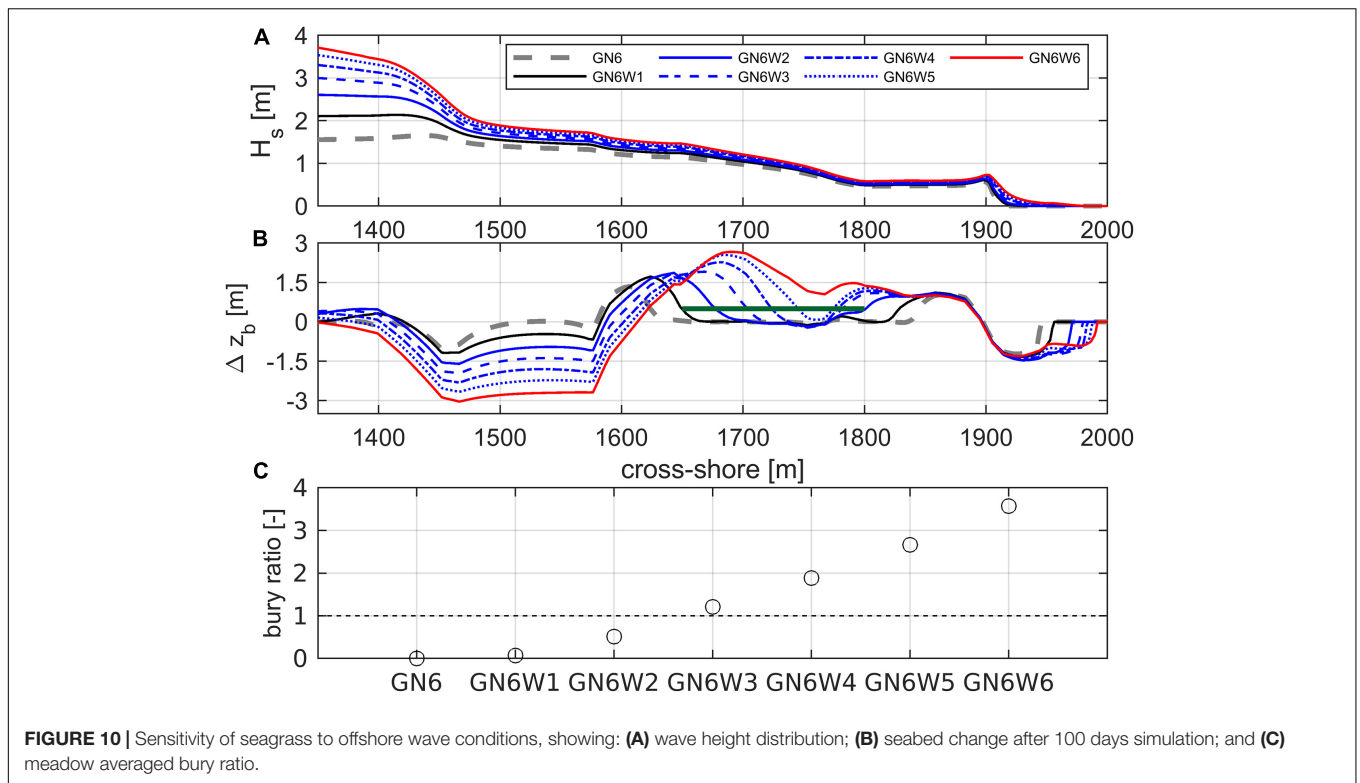 A
4
3
2
1
0
H_s [m]
GN6 GN6W2 GN6W4 GN6W6
GN6W1 GN6W3 GN6W5
1400 1500 1600 1700 1800 1900 2000
B
3
1.5
0
-1.5
-3
Δ z_b [m]
1400 1500 1600 1700 1800 1900 2000
cross-shore [m]
C
4
3
2
1
0
bury ratio [-]
GN6 GN6W1 GN6W2 GN6W3 GN6W4 GN6W5 GN6W6
FIGURE 10 | Sensitivity of seagrass to offshore wave conditions, showing: (A) wave height distribution; (B) seabed change after 100 days simulation; and (C)
meadow averaged bury ratio.